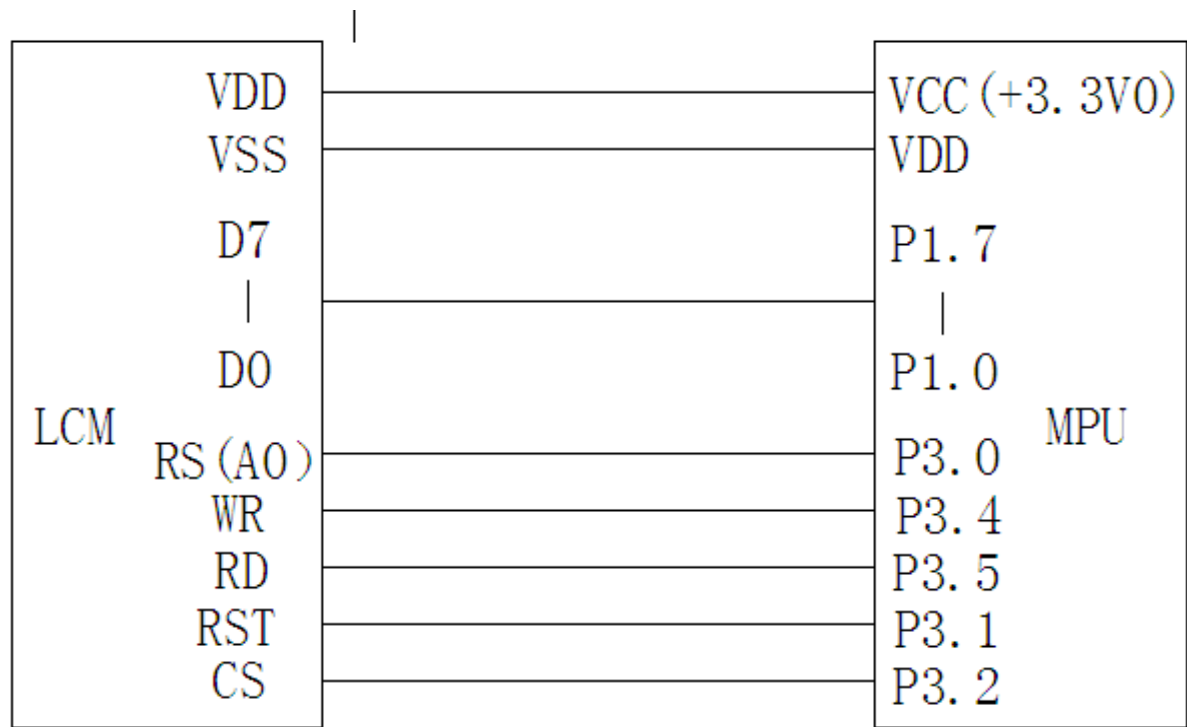 VDD VCC(+3.3V0)
VSS VDD
D7 P1.7
D0 P1.0
LCM MPU
RS(A0) P3.0
WR P3.4
RD P3.5
RST P3.1
CS P3.2